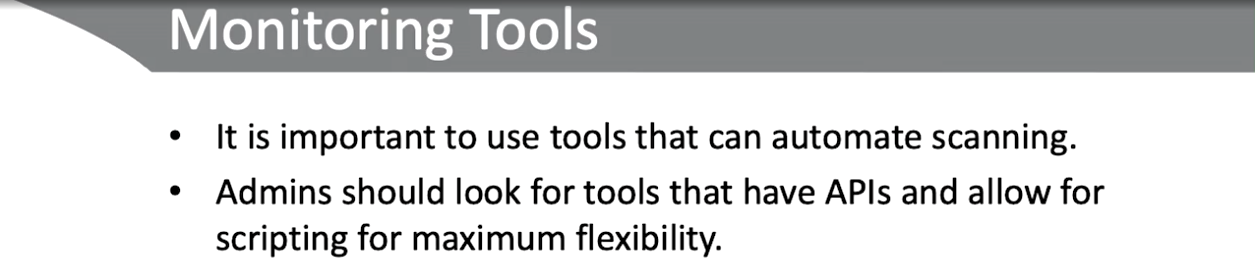 Monitoring Tools
• It is important to use tools that can automate scanning.
• Admins should look for tools that have APIs and allow for
scripting for maximum flexibility.